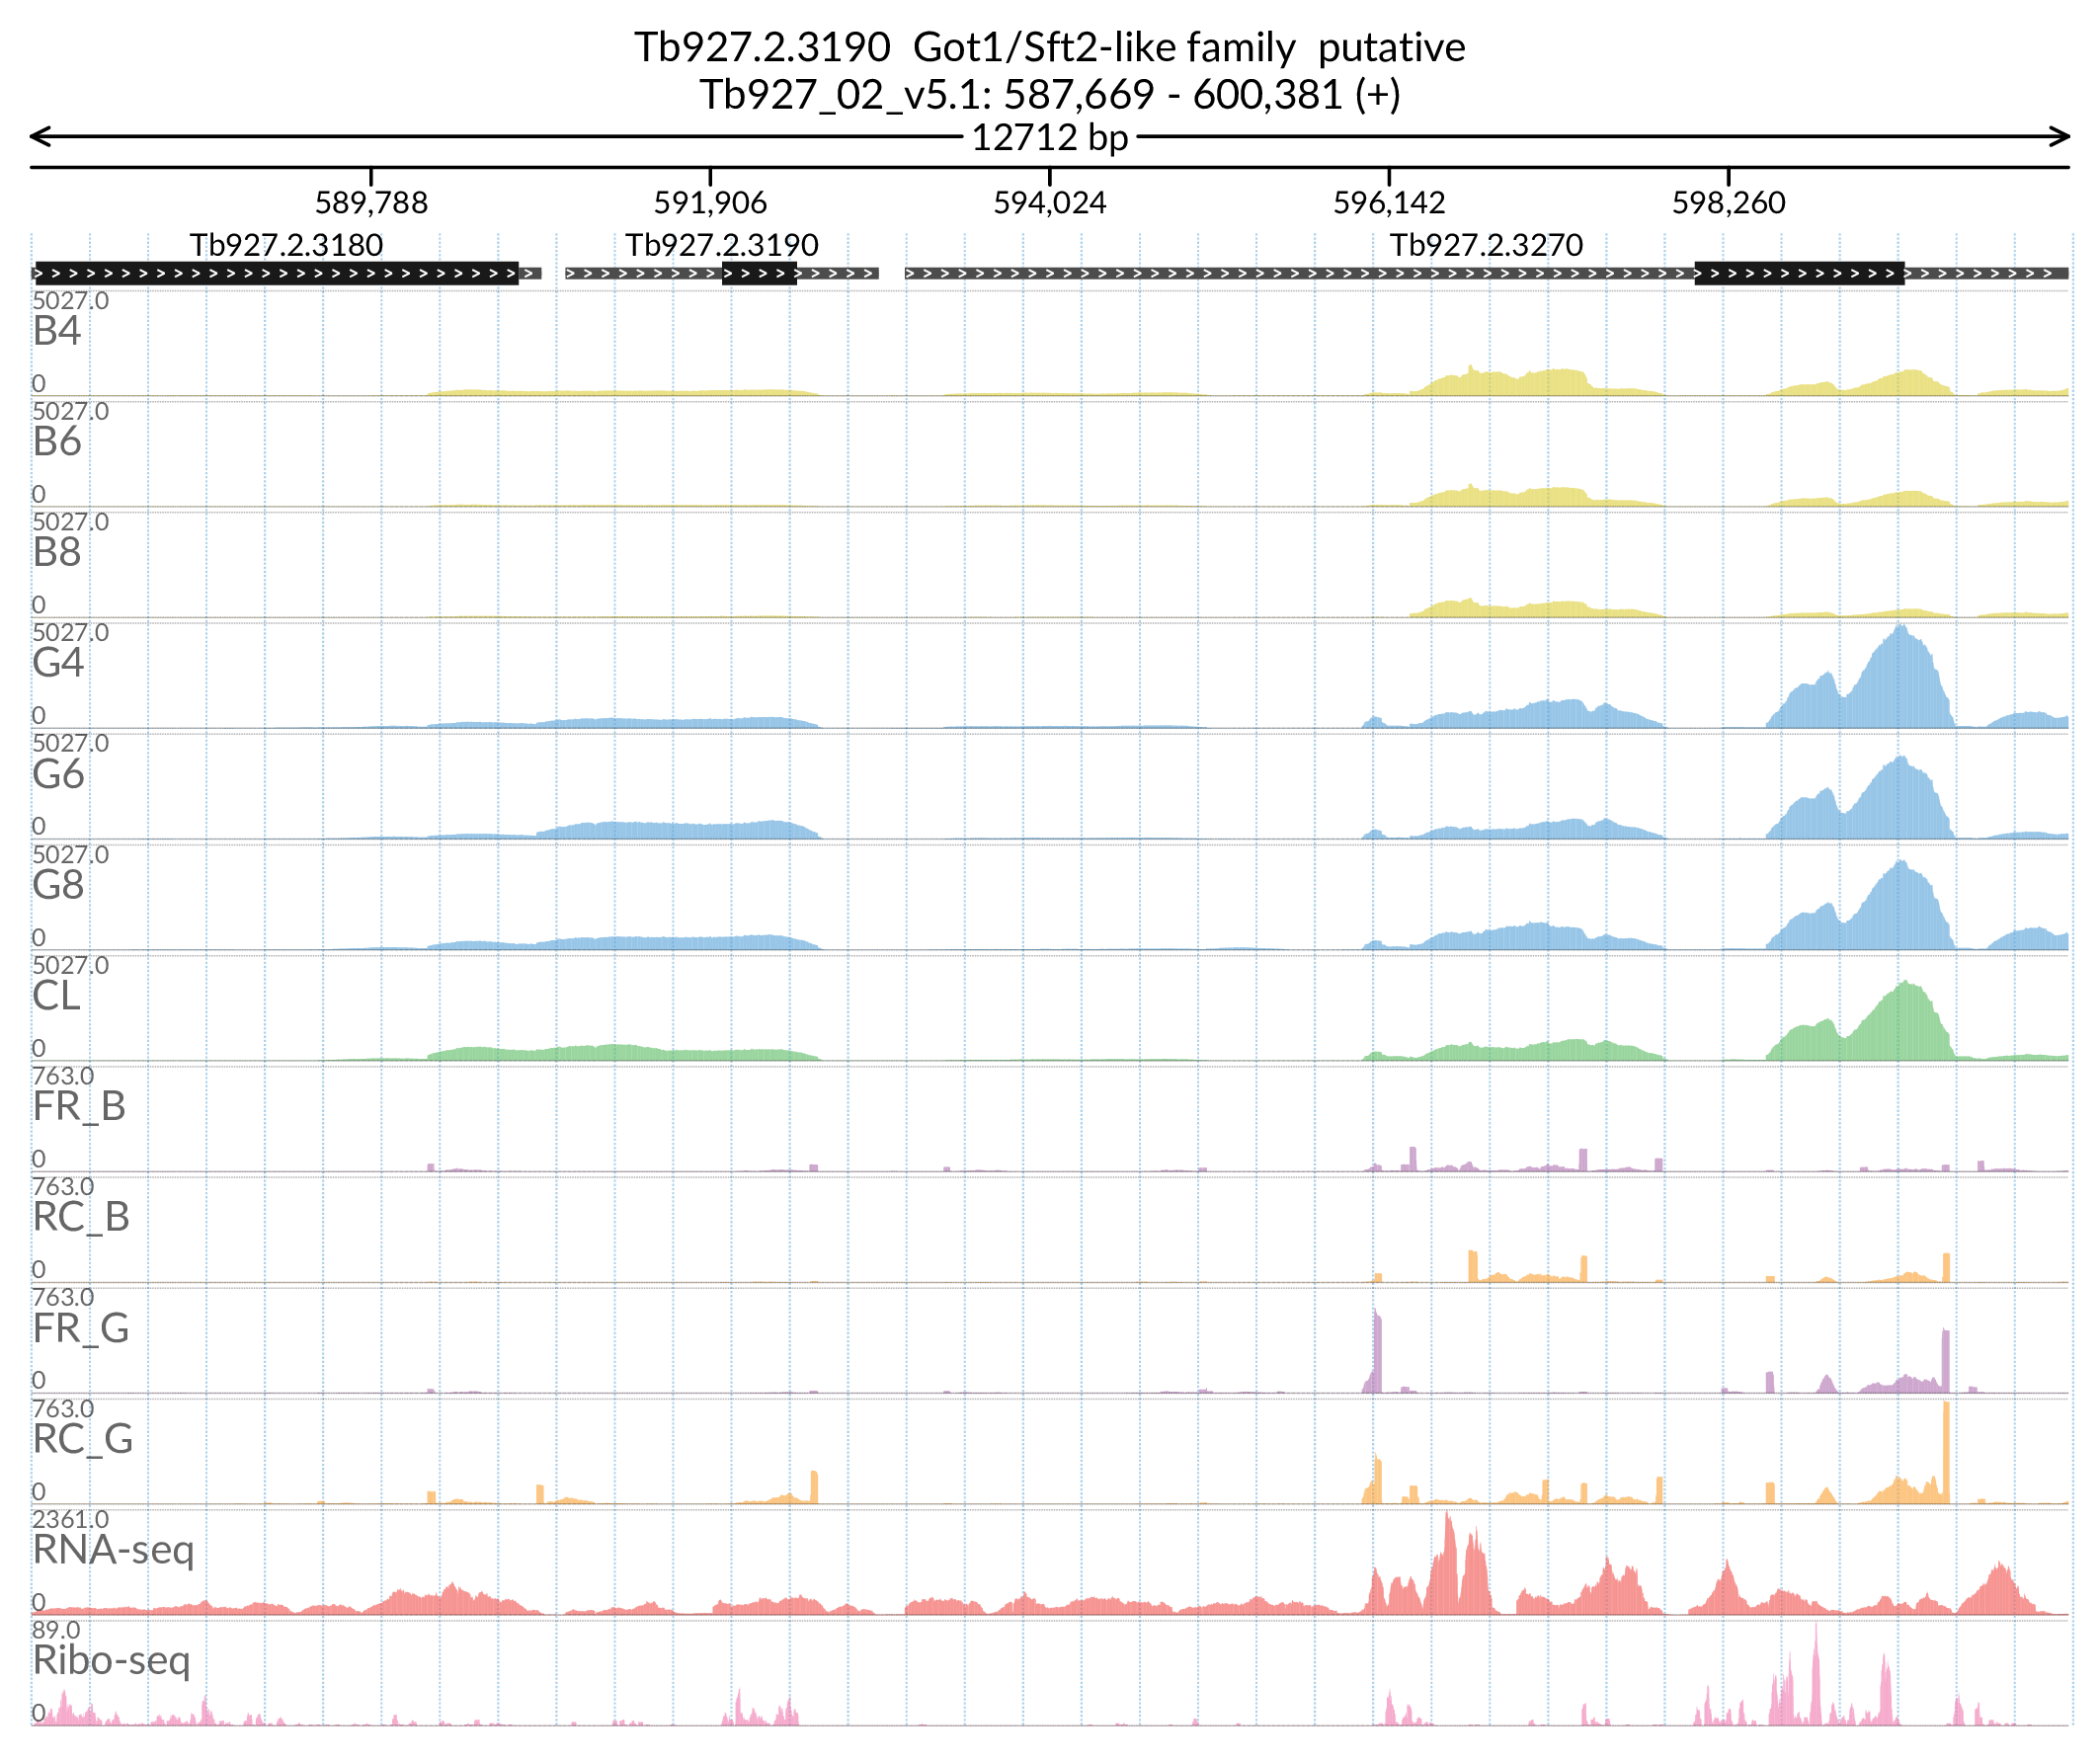 Tb927.2.3190 Got1/Sft2-like family putative
Tb927_02_v5.1: 587,669 - 600,381 (+)
12712 bp
589,788 591,906 594,024 596,142 598,260
Tb927.2.3180 Tb927.2.3190 Tb927.2.3270
5027.0
B4
0
5027.0
B6
0
5027.0
B8
0
5027.0
G4
0
5027.0
G6
0
5027.0
G8
0
5027.0
CL
0
763.0
FR_B
0
763.0
RC_B
0
763.0
FR_G
0
763.0
RC_G
0
2361.0
RNA-seq
0
89.0
Ribo-seq
0